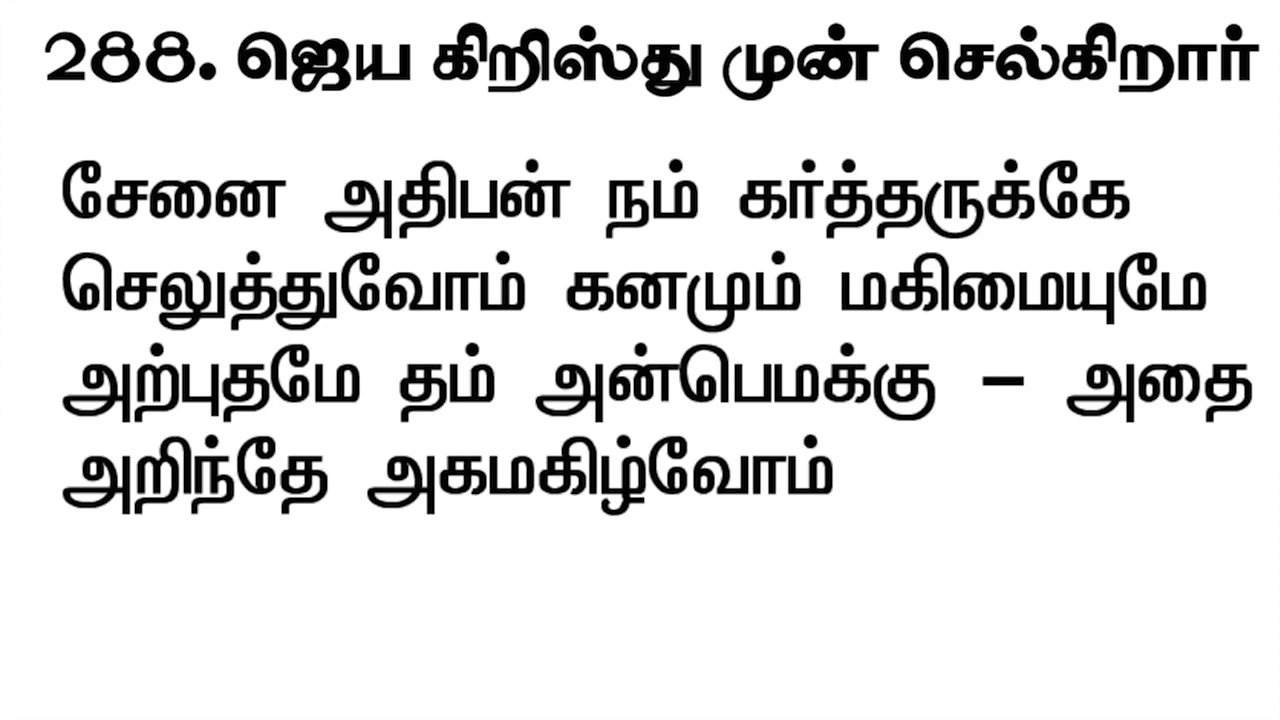 288. ஜெய கிறிஸ்து முன் செல்கிறார்
சேனை அதிபன் நம் கர்த்தருக்கே
செலுத்துவோம் கனமும் மகிமையுமே
அற்புதமே தம் அன்பெமக்கு – அதை
அறிந்தே அகமகிழ்வோம்